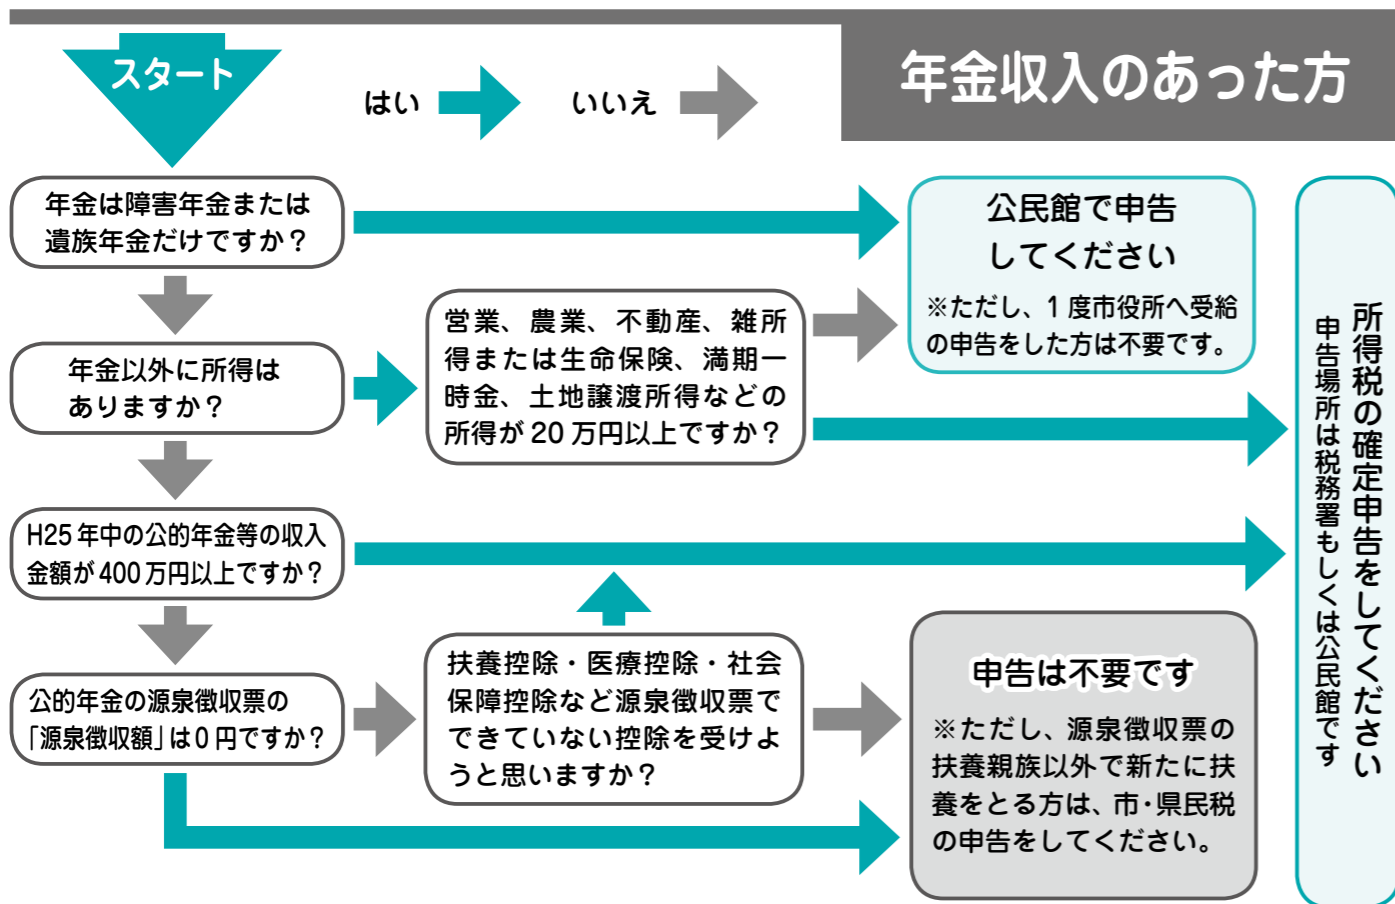 年金収入のあった方
スタート
はい
いいえ
年金は障害年金または
遺族年金だけですか？
公民館で申告
してください
※ただし、1度市役所へ受給
の申告をした方は不要です。
年金以外に所得は
ありますか？
営業、農業、不動産、雑所
得または生命保険、満期一
時金、土地譲渡所得などの
所得が20万円以上ですか？
H25年中の公的年金等の収入
金額が400万円以上ですか？
公的年金の源泉徴収票の
「源泉徴収額」は0円ですか？
扶養控除・医療控除・社会
保障控除など源泉徴収票で
できていない控除を受けよ
うと思いますか？
申告は不要です
※ただし、源泉徴収票の
扶養親族以外で新たに扶
養をとる方は、市・県民税
の申告をしてください。
所得税の確定申告をしてください
申告場所は税務署もしくは公民館です